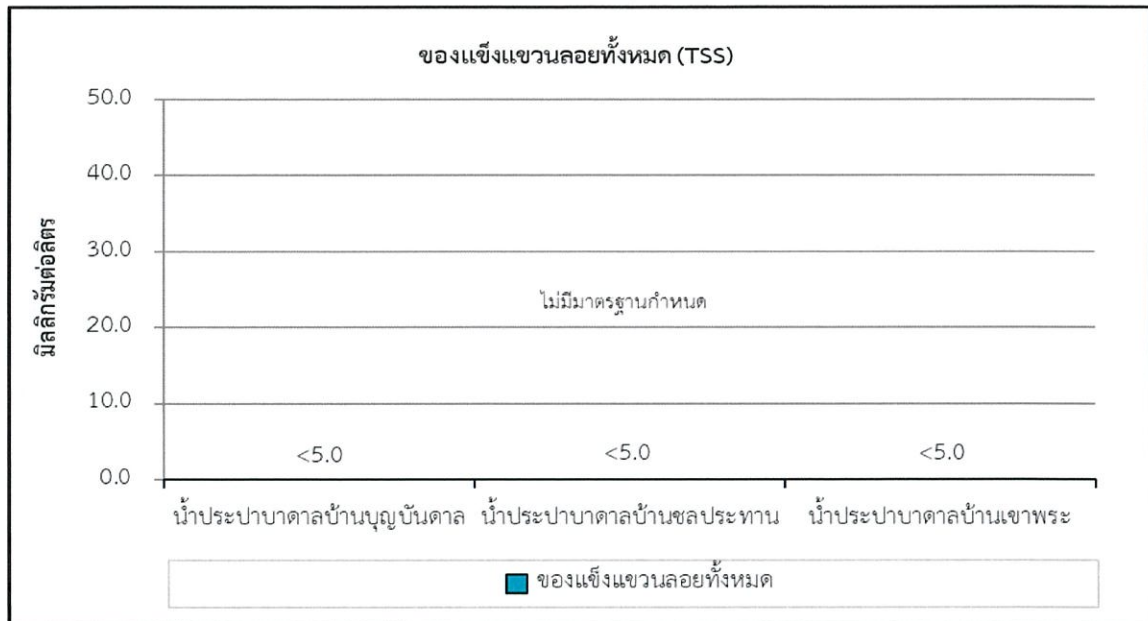 ของแข็งแขวนลอยทั้งหมด (TSS)
มิลลิกรัมต่อลิตร
50.0
40.0
30.0
ไม่มีมาตรฐานกำหนด
20.0
10.0
<5.0 <5.0 <5.0
0.0
น้ำประปาบาดาลบ้านบุญบันดาล น้ำประปาบาดาลบ้านชลประทาน น้ำประปาบาดาลบ้านเขาพระ
ของแข็งแขวนลอยทั้งหมด